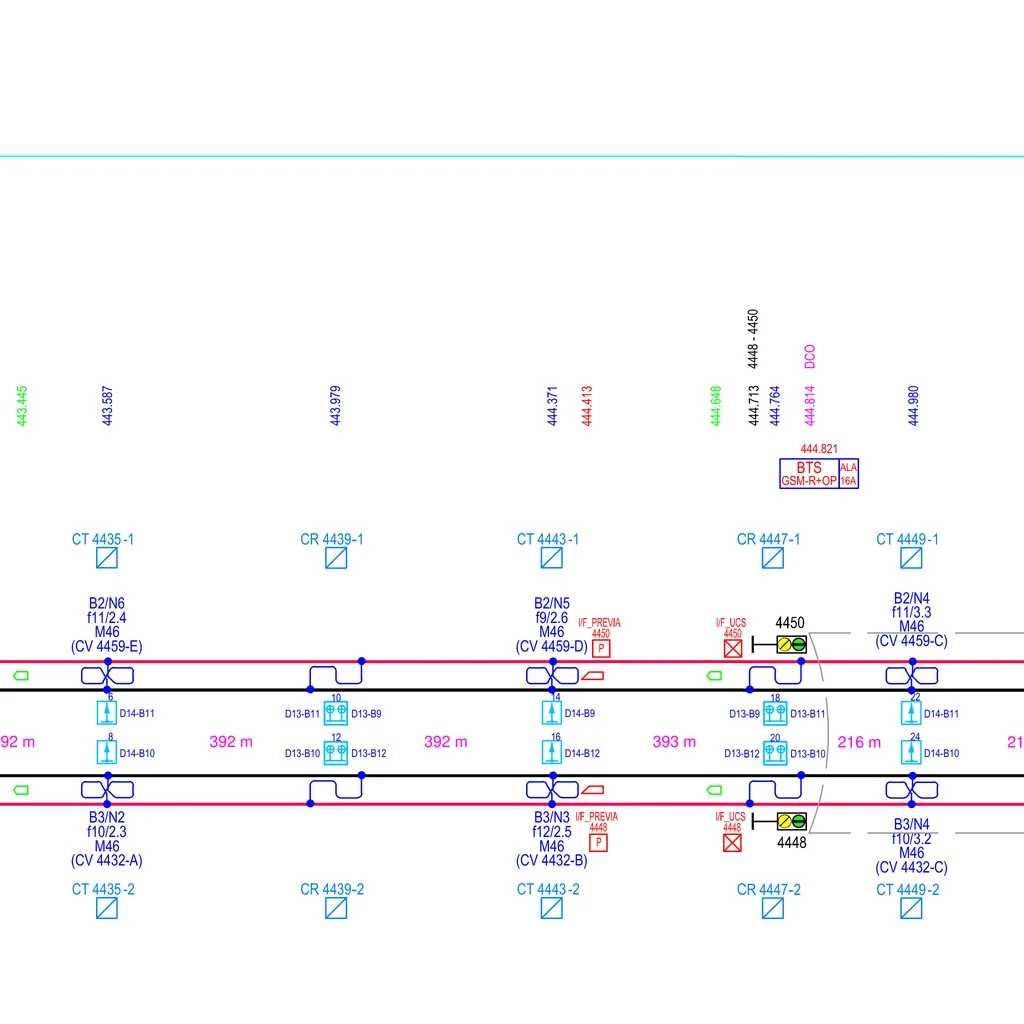 4448 - 4450
DCO
443.445
443.587
443.979
444.371
444.413
444.648
444.713
444.764
444.814
444.980
444.821
BTS
GSM-R+OP
ALA
16A
CT 4435-1
CR 4439-1
CT 4443-1
CR 4447-1
CT 4449-1
B2/N6
f11/2.4
M46
(CV 4459-E)
B2/N5
f9/2.6
M46
(CV 4459-D)
I/F_PREVIA
4450
P
I/F_UCS
4450
4450
B2/N4
f11/3.3
M46
(CV 4459-C)
6
D14-B11
D13-B11
10
D13-B9
14
D14-B9
D13-B9
18
D13-B11
22
D14-B11
92 m
392 m
392 m
393 m
216 m
21
8
D14-B10
D13-B10
12
D13-B12
16
D14-B12
D13-B12
20
D13-B10
24
D14-B10
B3/N2
f10/2.3
M46
(CV 4432-A)
B3/N3
f12/2.5
M46
(CV 4432-B)
I/F_PREVIA
4448
P
I/F_UCS
4448
4448
B3/N4
f10/3.2
M46
(CV 4432-C)
CT 4435-2
CR 4439-2
CT 4443-2
CR 4447-2
CT 4449-2